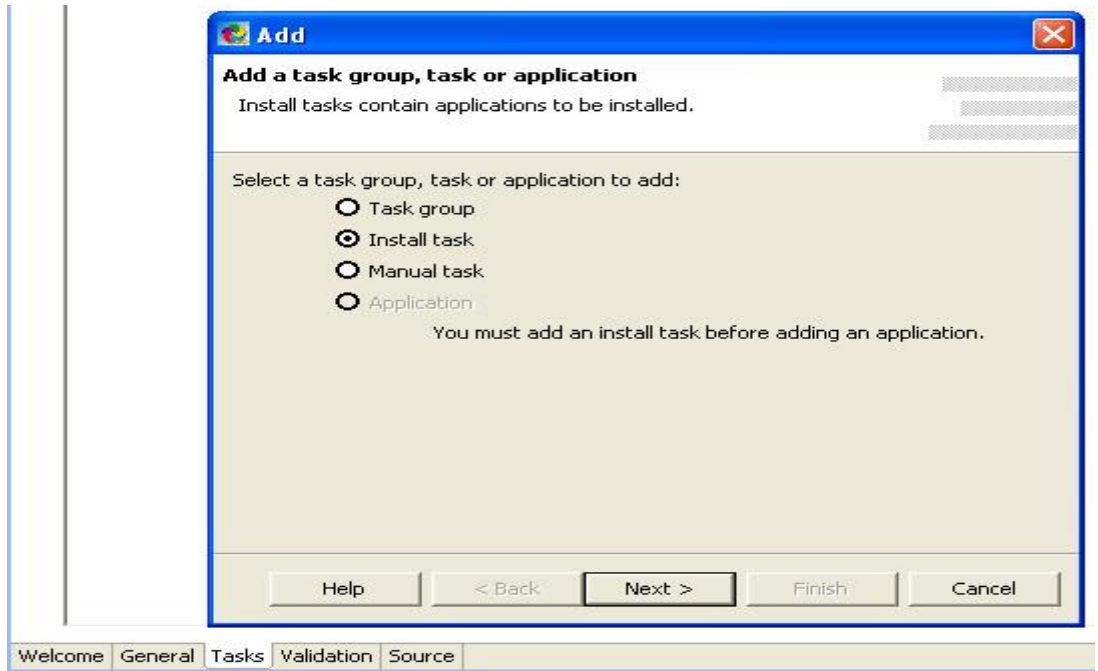 Add
Add a task group, task or application
Install tasks contain applications to be installed.
Select a task group, task or application to add:
Task group
Install task
Manual task
Application
You must add an install task before adding an application.
Help < Back Next > Finish Cancel
Welcome General Tasks Validation Source